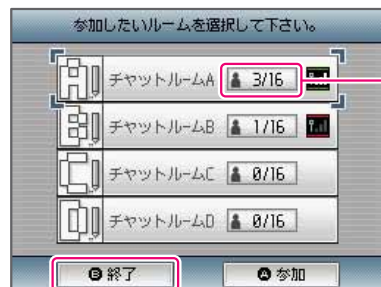 参加したいルームを選択して下さい。
チャットルームA 3/16
チャットルームB 1/16
チャットルームC 0/16
チャットルームD 0/16
B 終了 A 参加